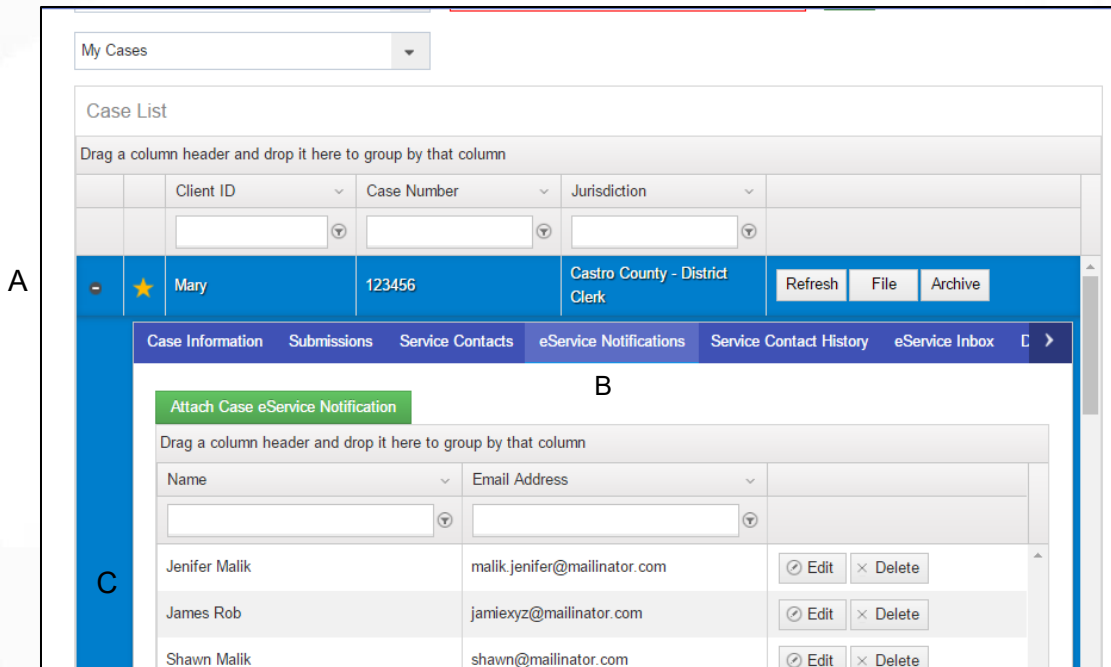 My Cases
Case List
Drag a column header and drop it here to group by that column
Client ID Case Number Jurisdiction
A
Mary 123456 Castro County - District Clerk Refresh File Archive
Case Information Submissions Service Contacts eService Notifications Service Contact History eService Inbox D
B
Attach Case eService Notification
Drag a column header and drop it here to group by that column
Name Email Address
Jenifer Malik malik.jenifer@mailinator.com Edit Delete
C
James Rob jamiexyz@mailinator.com Edit Delete
Shawn Malik shawn@mailinator.com Edit Delete